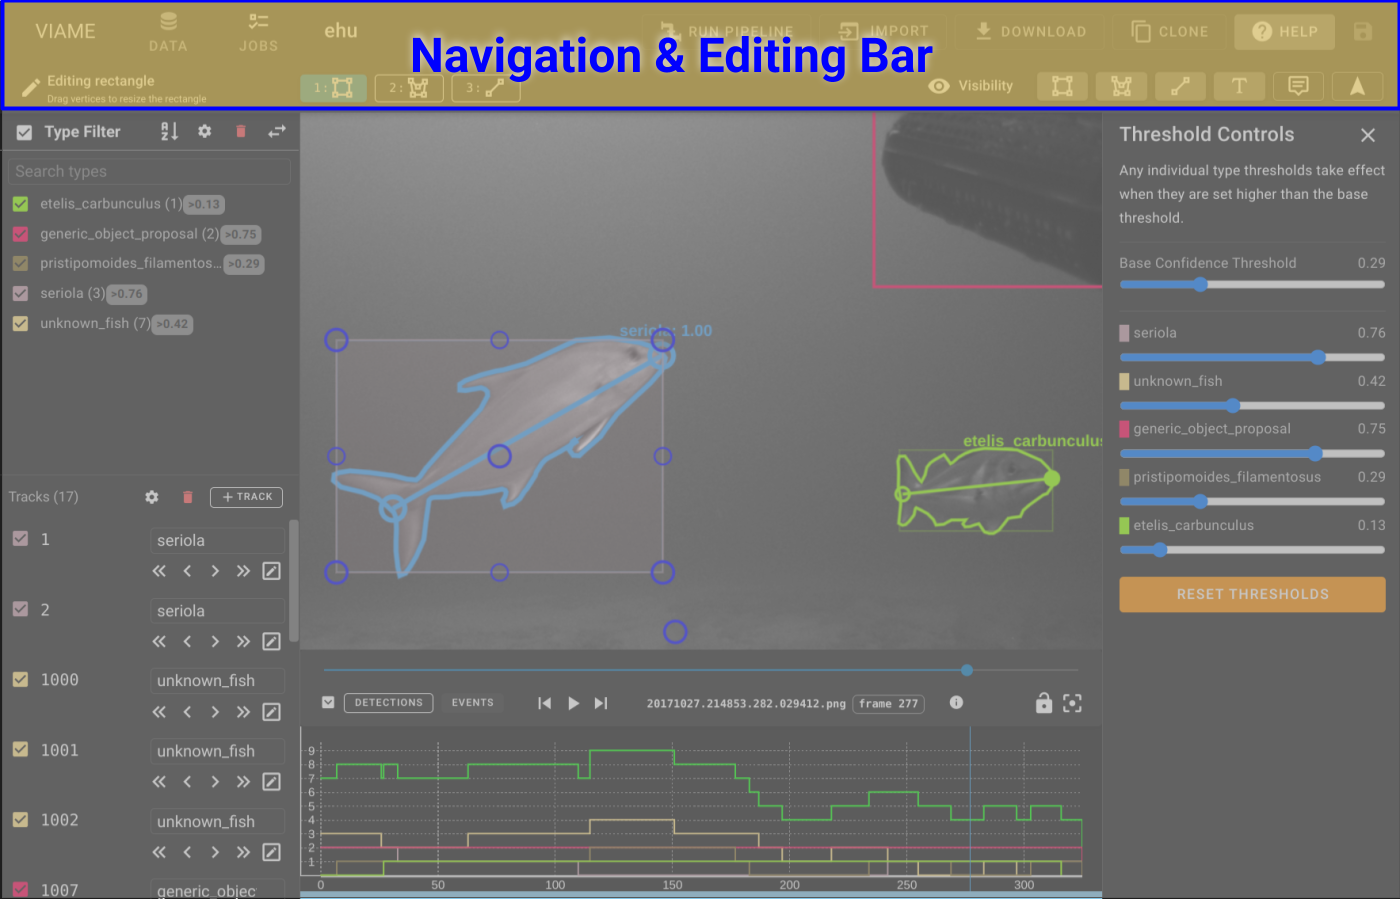 VIAME
DATA
JOBS
ehu
RUN PIPELINE
IMPORT
DOWNLOAD
CLONE
HELP
Navigation & Editing Bar
Editing rectangle
Drag vertices to resize the rectangle
1:
2:
3:
Visibility
T
Type Filter
Search types
etelis_carbunculus (1) >0.13
generic_object_proposal (2) >0.75
pristipomoides_filamentos... >0.29
seriola (3) >0.76
unknown_fish (7) >0.42
Tracks (17)
+ TRACK
1 seriola
2 seriola
1000 unknown_fish
1001 unknown_fish
1002 unknown_fish
1007 generic_objec
seriola: 1.00
etelis_carbunculus
DETECTIONS
EVENTS
20171027.214853.282.029412.png
frame 277
9
8
7
6
5
4
3
2
1
0 50 100 150 200 250 300
Threshold Controls
Any individual type thresholds take effect
when they are set higher than the base
threshold.
Base Confidence Threshold 0.29
seriola 0.76
unknown_fish 0.42
generic_object_proposal 0.75
pristipomoides_filamentosus 0.29
etelis_carbunculus 0.13
RESET THRESHOLDS